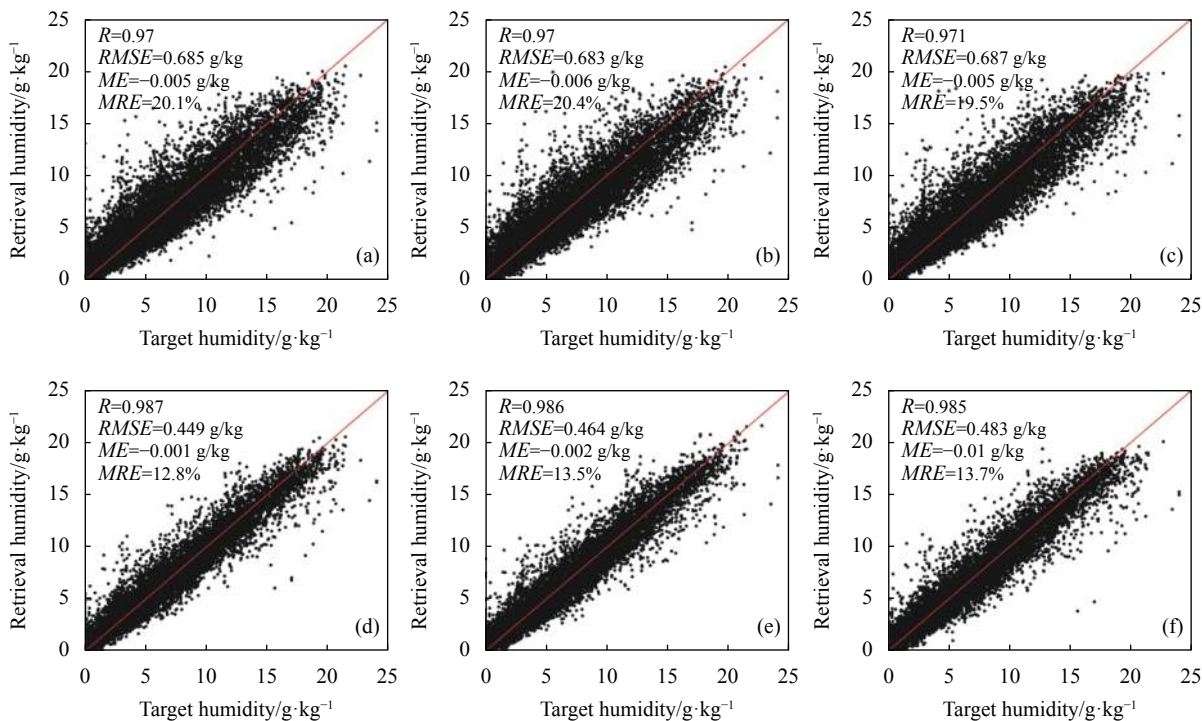 25
20
15
10
5
0
Retrieval humidity/g·kg⁻¹
R=0.97
RMSE=0.685 g/kg
ME=−0.005 g/kg
MRE=20.1%
(a)
0 5 10 15 20 25
Target humidity/g·kg⁻¹
25
20
15
10
5
0
Retrieval humidity/g·kg⁻¹
R=0.97
RMSE=0.683 g/kg
ME=−0.006 g/kg
MRE=20.4%
(b)
0 5 10 15 20 25
Target humidity/g·kg⁻¹
25
20
15
10
5
0
Retrieval humidity/g·kg⁻¹
R=0.971
RMSE=0.687 g/kg
ME=−0.005 g/kg
MRE=19.5%
(c)
0 5 10 15 20 25
Target humidity/g·kg⁻¹
25
20
15
10
5
0
Retrieval humidity/g·kg⁻¹
R=0.987
RMSE=0.449 g/kg
ME=−0.001 g/kg
MRE=12.8%
(d)
0 5 10 15 20 25
Target humidity/g·kg⁻¹
25
20
15
10
5
0
Retrieval humidity/g·kg⁻¹
R=0.986
RMSE=0.464 g/kg
ME=−0.002 g/kg
MRE=13.5%
(e)
0 5 10 15 20 25
Target humidity/g·kg⁻¹
25
20
15
10
5
0
Retrieval humidity/g·kg⁻¹
R=0.985
RMSE=0.483 g/kg
ME=−0.01 g/kg
MRE=13.7%
(f)
0 5 10 15 20 25
Target humidity/g·kg⁻¹